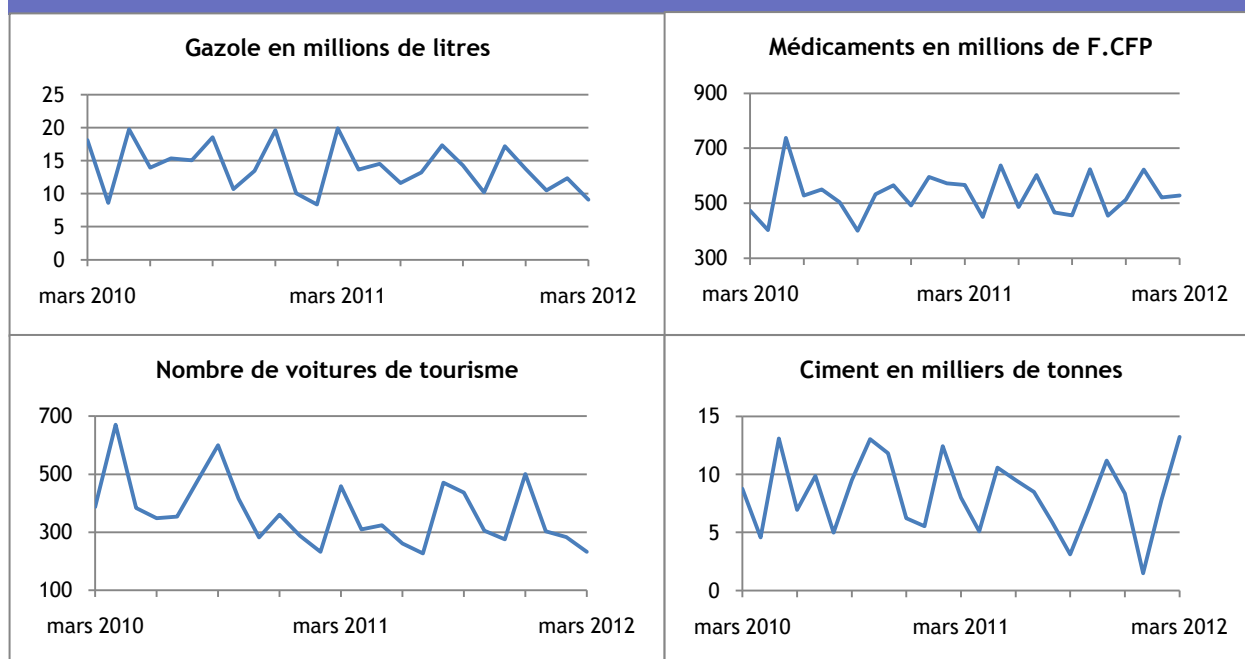 Gazole en millions de litres
25
20
15
10
5
0
mars 2010 mars 2011 mars 2012
Médicaments en millions de F.CFP
900
700
500
300
mars 2010 mars 2011 mars 2012
Nombre de voitures de tourisme
700
500
300
100
mars 2010 mars 2011 mars 2012
Ciment en milliers de tonnes
15
10
5
0
mars 2010 mars 2011 mars 2012